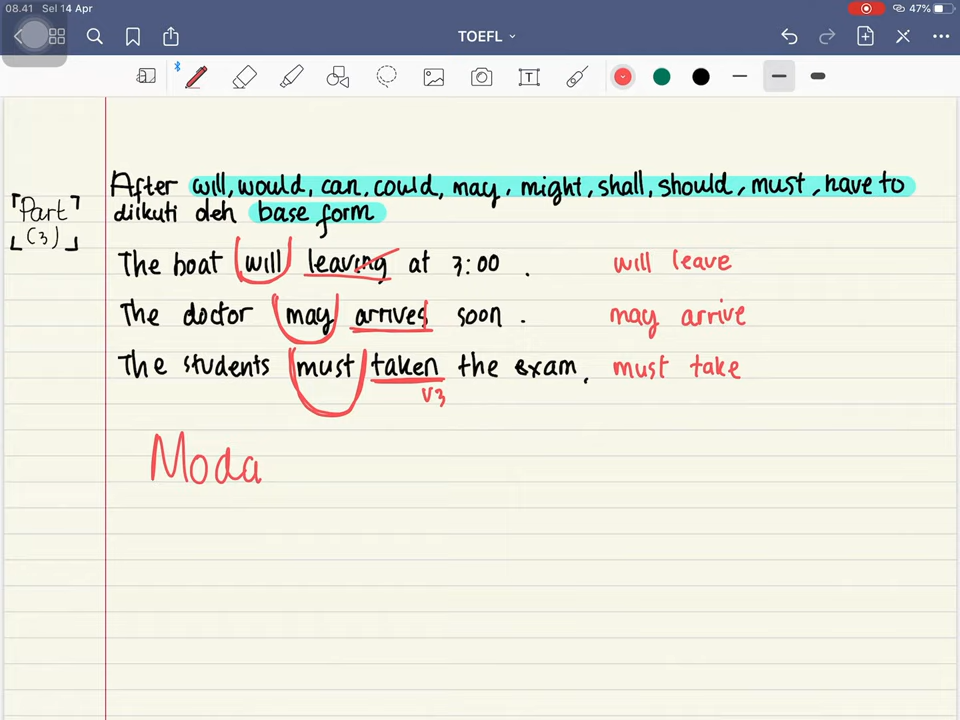 08.41 Sel 14 Apr
47%
TOEFL
After will, would, can, could, may, might, shall, should, must, have to
diikuti oleh base form
「Part」
(3)
The boat will leaving at 3:00 . will leave
The doctor may arrives soon . may arrive
The students must taken the exam . must take
V3
Moda